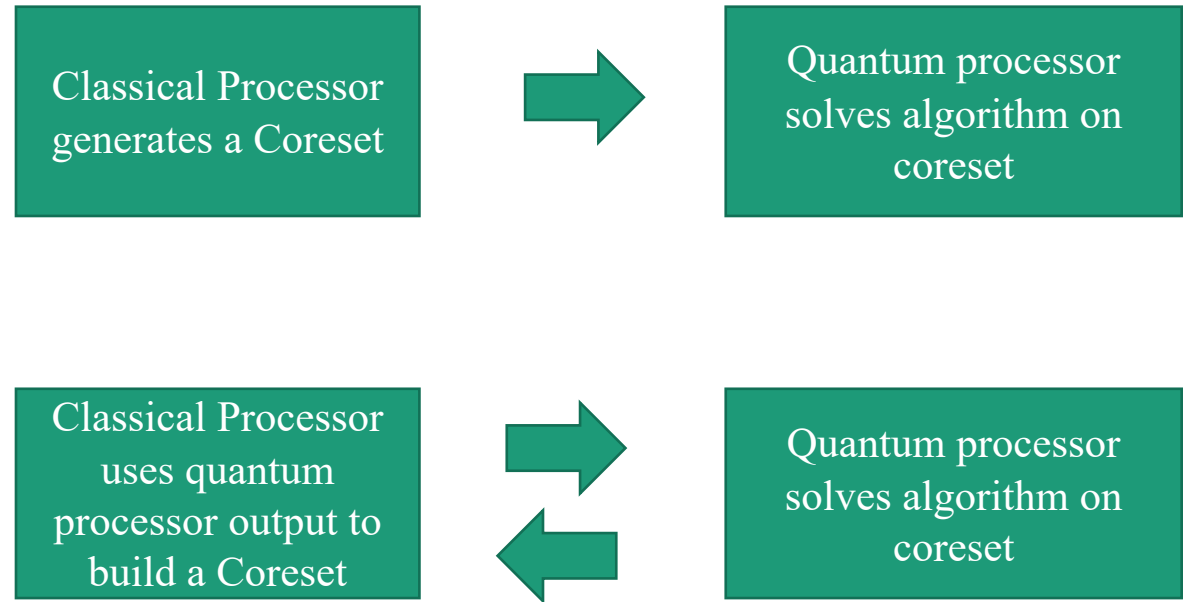 Classical Processor
generates a Coreset
Quantum processor
solves algorithm on
coreset
Classical Processor
uses quantum
processor output to
build a Coreset
Quantum processor
solves algorithm on
coreset